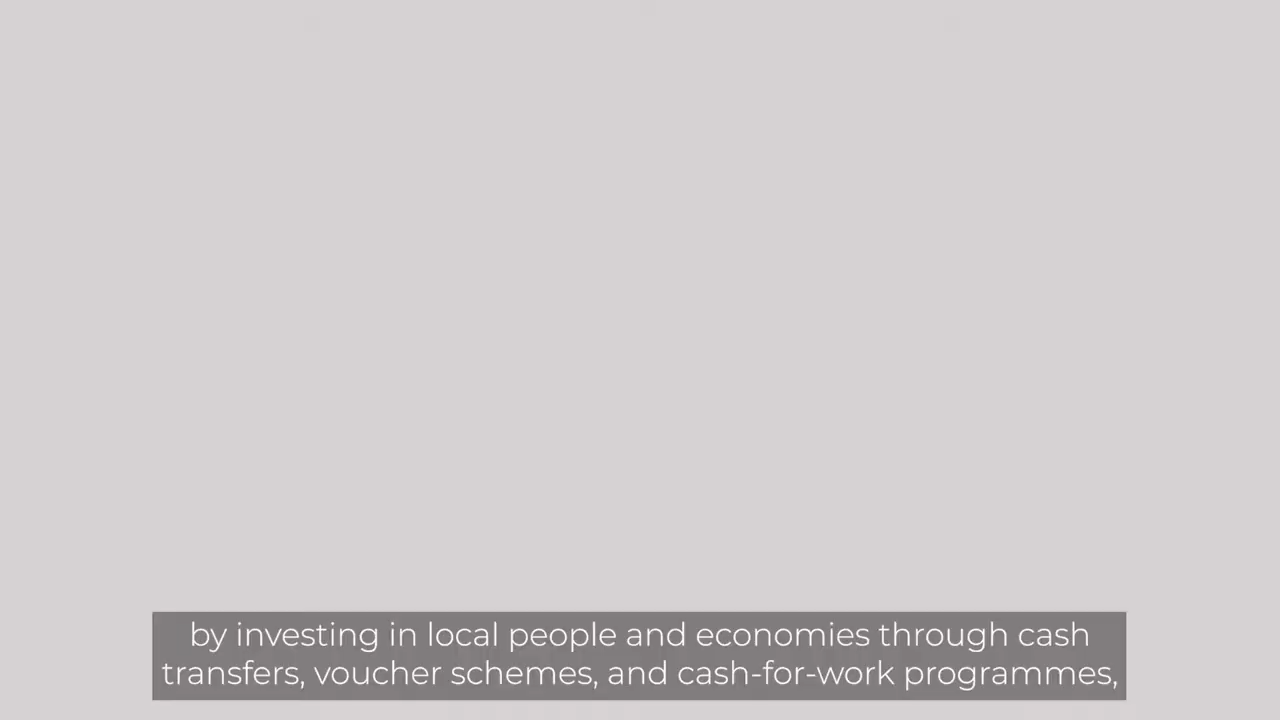 by investing in local people and economies through cash
transfers, voucher schemes, and cash-for-work programmes,